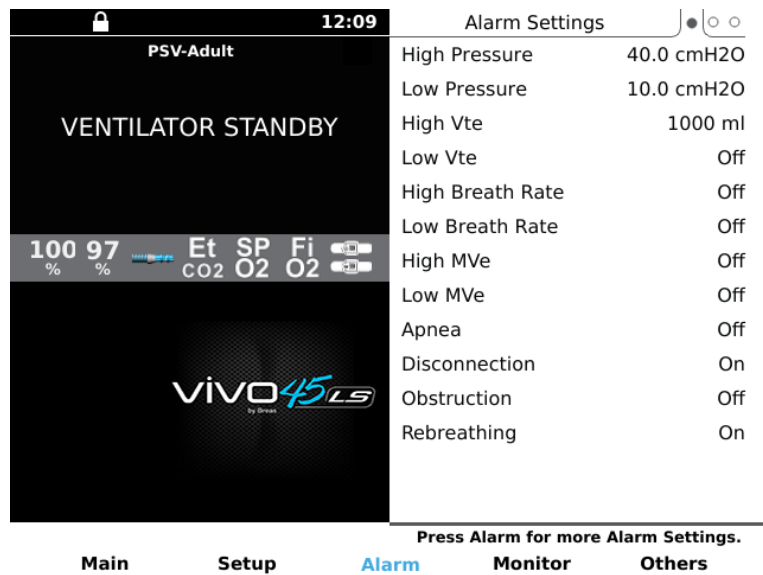 12:09
PSV-Adult
VENTILATOR STANDBY
100 97 Et SP Fi
% % CO2 O2 O2
vivo 45 LS
by Breas
Alarm Settings
High Pressure 40.0 cmH2O
Low Pressure 10.0 cmH2O
High Vte 1000 ml
Low Vte Off
High Breath Rate Off
Low Breath Rate Off
High MVe Off
Low MVe Off
Apnea Off
Disconnection On
Obstruction Off
Rebreathing On
Press Alarm for more Alarm Settings.
Main Setup Alarm Monitor Others